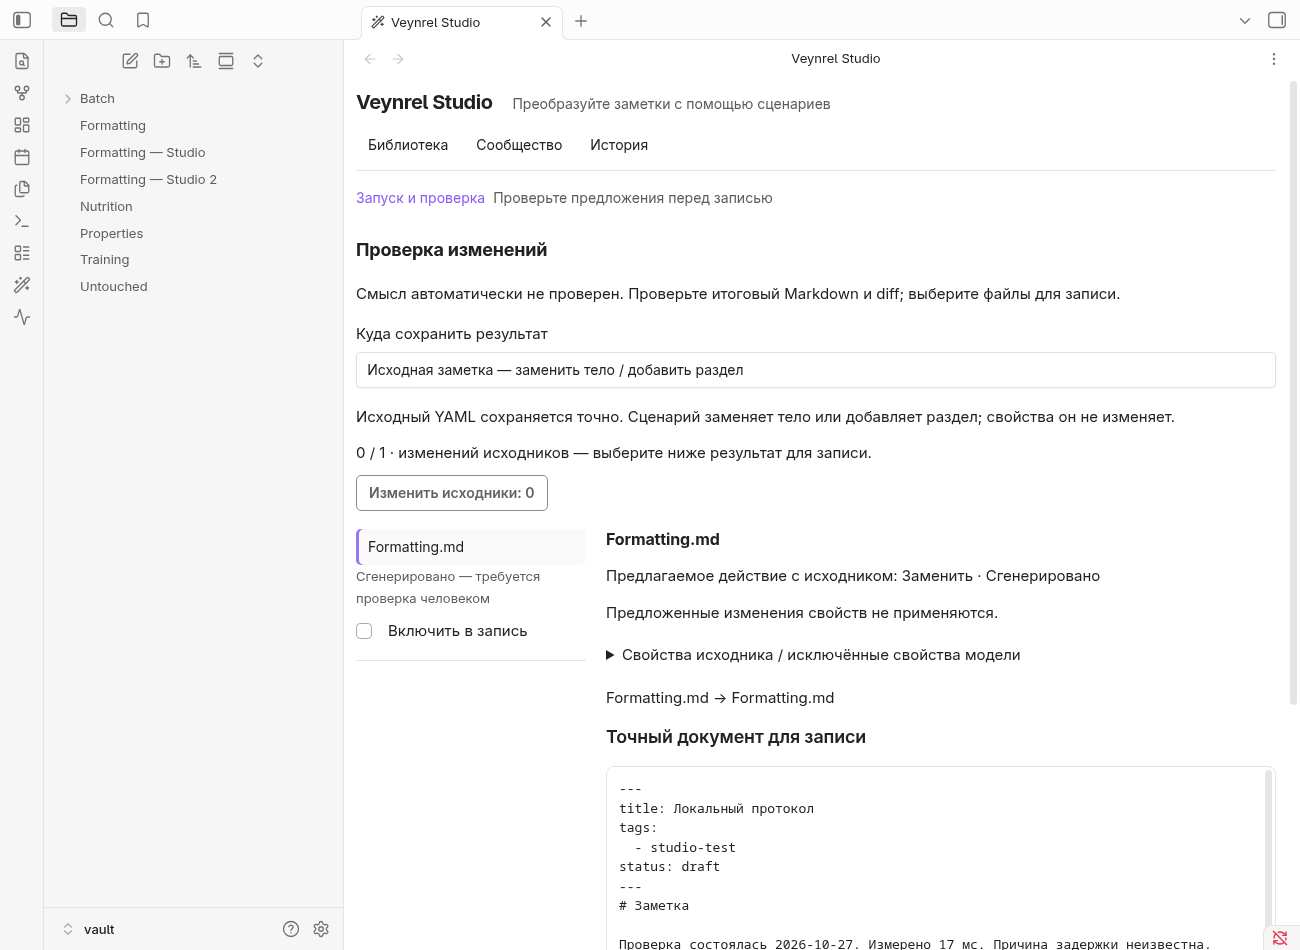 Veynrel Studio
Batch
Formatting
Formatting — Studio
Formatting — Studio 2
Nutrition
Properties
Training
Untouched
vault
Veynrel Studio
Veynrel Studio Преобразуйте заметки с помощью сценариев
Библиотека Сообщество История
Запуск и проверка Проверьте предложения перед записью
Проверка изменений
Смысл автоматически не проверен. Проверьте итоговый Markdown и diff; выберите файлы для записи.
Куда сохранить результат
Исходная заметка — заменить тело / добавить раздел
Исходный YAML сохраняется точно. Сценарий заменяет тело или добавляет раздел; свойства он не изменяет.
0 / 1 · изменений исходников — выберите ниже результат для записи.
Изменить исходники: 0
Formatting.md
Сгенерировано — требуется
проверка человеком
Включить в запись
Formatting.md
Предлагаемое действие с исходником: Заменить · Сгенерировано
Предложенные изменения свойств не применяются.
Свойства исходника / исключённые свойства модели
Formatting.md → Formatting.md
Точный документ для записи
---
title: Локальный протокол
tags:
  - studio-test
status: draft
---
# Заметка
Проверка состоялась 2026-10-27. Измерено 17 мс. Причина задержки неизвестна.